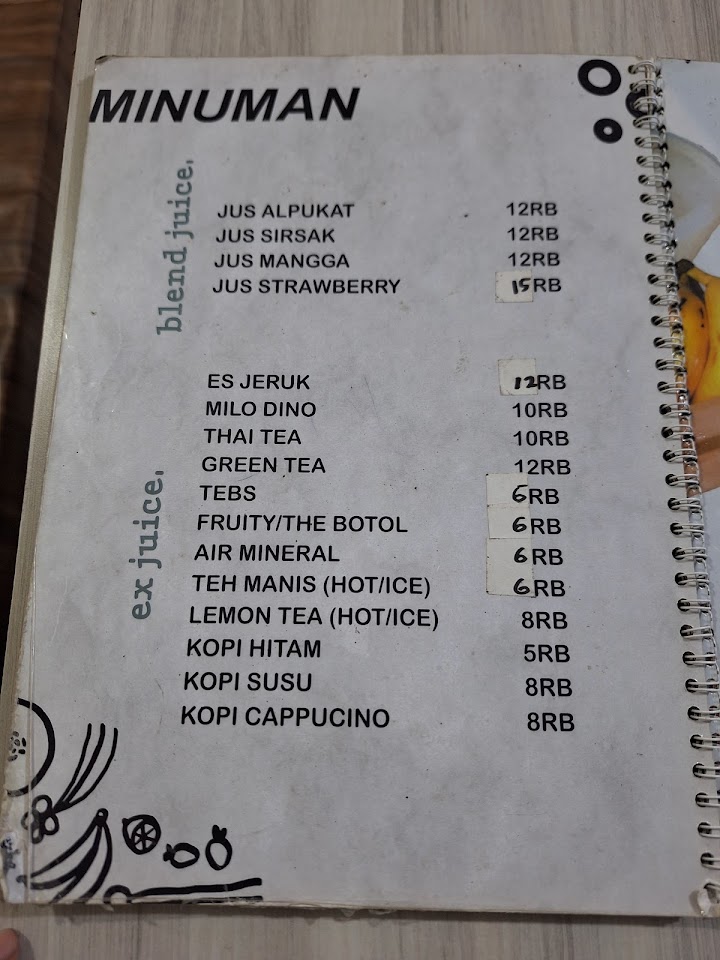 MINUMAN
blend juice.
JUS ALPUKAT 12RB
JUS SIRSAK 12RB
JUS MANGGA 12RB
JUS STRAWBERRY 15RB
ex juice.
ES JERUK 12RB
MILO DINO 10RB
THAI TEA 10RB
GREEN TEA 12RB
TEBS 6RB
FRUITY/THE BOTOL 6RB
AIR MINERAL 6RB
TEH MANIS (HOT/ICE) 6RB
LEMON TEA (HOT/ICE) 8RB
KOPI HITAM 5RB
KOPI SUSU 8RB
KOPI CAPPUCINO 8RB